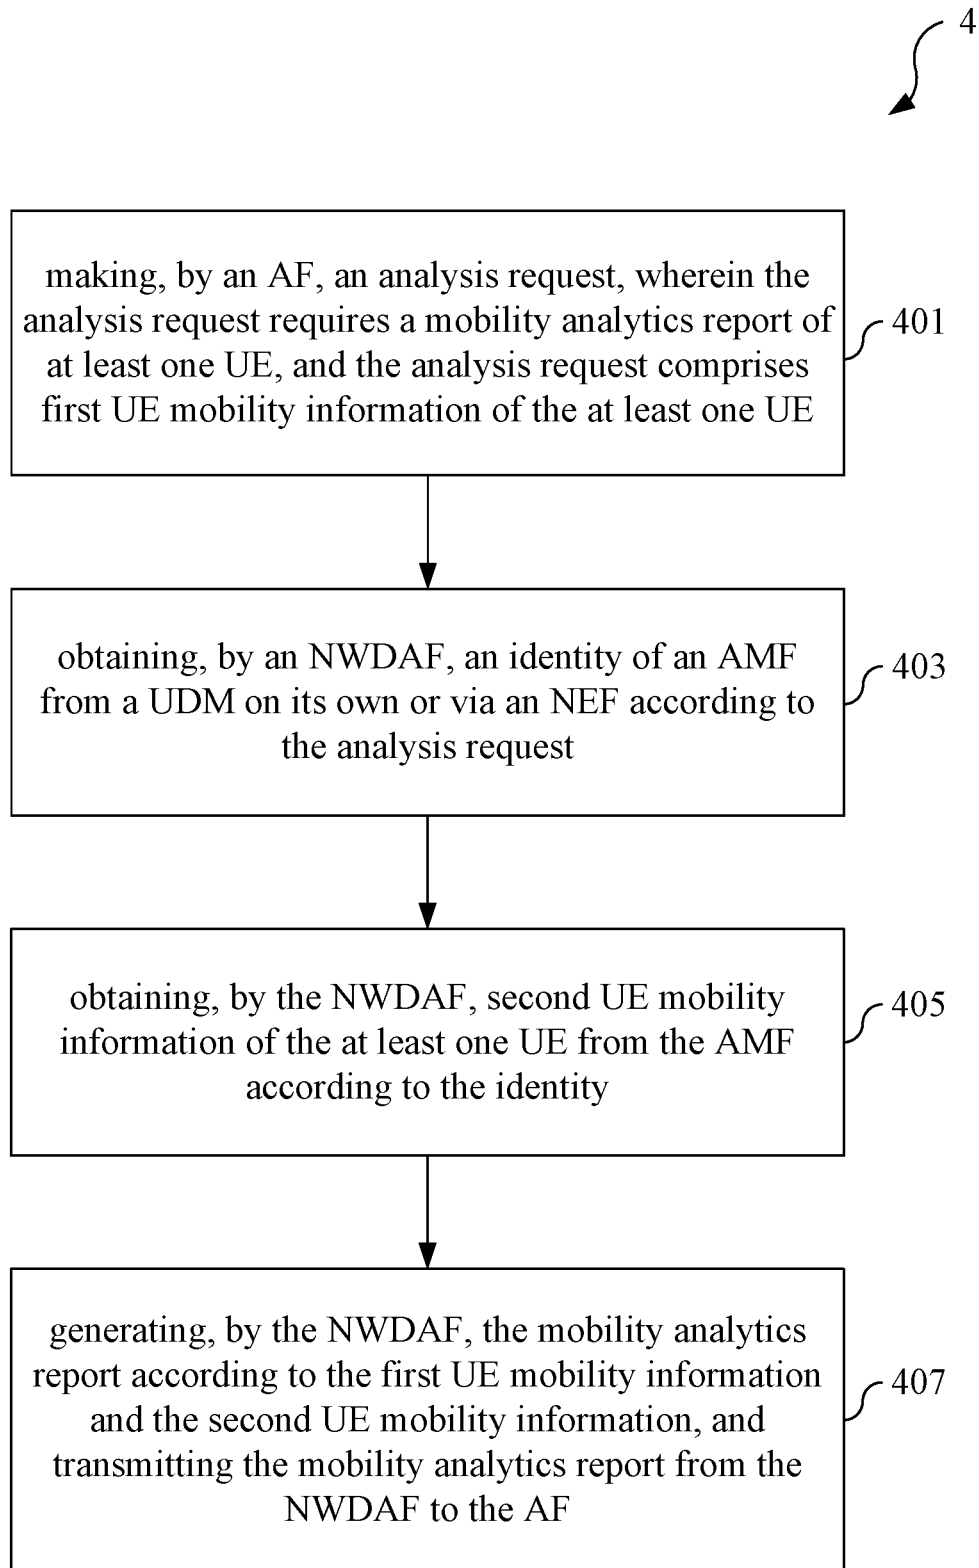 4
making, by an AF, an analysis request, wherein the
analysis request requires a mobility analytics report of
at least one UE, and the analysis request comprises
first UE mobility information of the at least one UE
401
obtaining, by an NWDAF, an identity of an AMF
from a UDM on its own or via an NEF according to
the analysis request
403
obtaining, by the NWDAF, second UE mobility
information of the at least one UE from the AMF
according to the identity
405
generating, by the NWDAF, the mobility analytics
report according to the first UE mobility information
and the second UE mobility information, and
transmitting the mobility analytics report from the
NWDAF to the AF
407